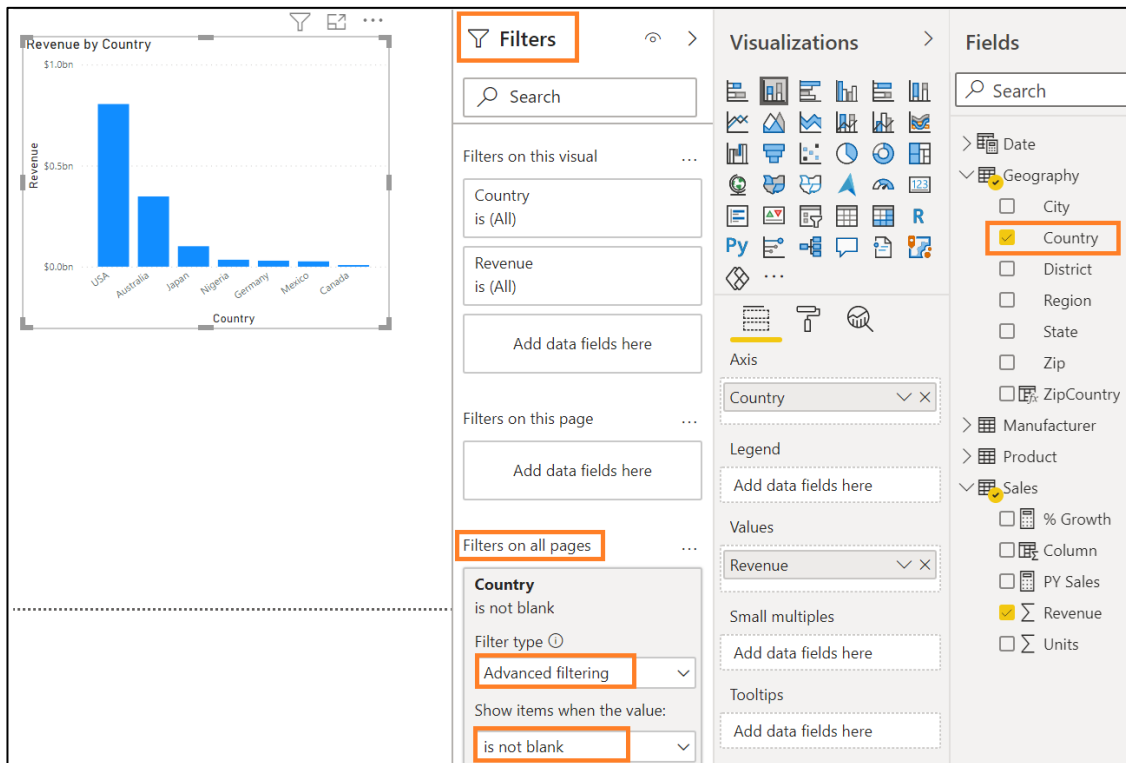 Revenue by Country
$1.0bn
$0.5bn
$0.0bn
Revenue
USA
Australia
Japan
Nigeria
Germany
Mexico
Canada
Country
Filters
Search
Filters on this visual
...
Country
is (All)
Revenue
is (All)
Add data fields here
Filters on this page
...
Add data fields here
Filters on all pages
...
Country
is not blank
Filter type
Advanced filtering
Show items when the value:
is not blank
Visualizations
123
R
Py
...
Axis
Country
Legend
Add data fields here
Values
Revenue
Small multiples
Add data fields here
Tooltips
Add data fields here
Fields
Search
Date
Geography
City
Country
District
Region
State
Zip
fx ZipCountry
Manufacturer
Product
Sales
% Growth
Σ Column
PY Sales
Σ Revenue
Σ Units